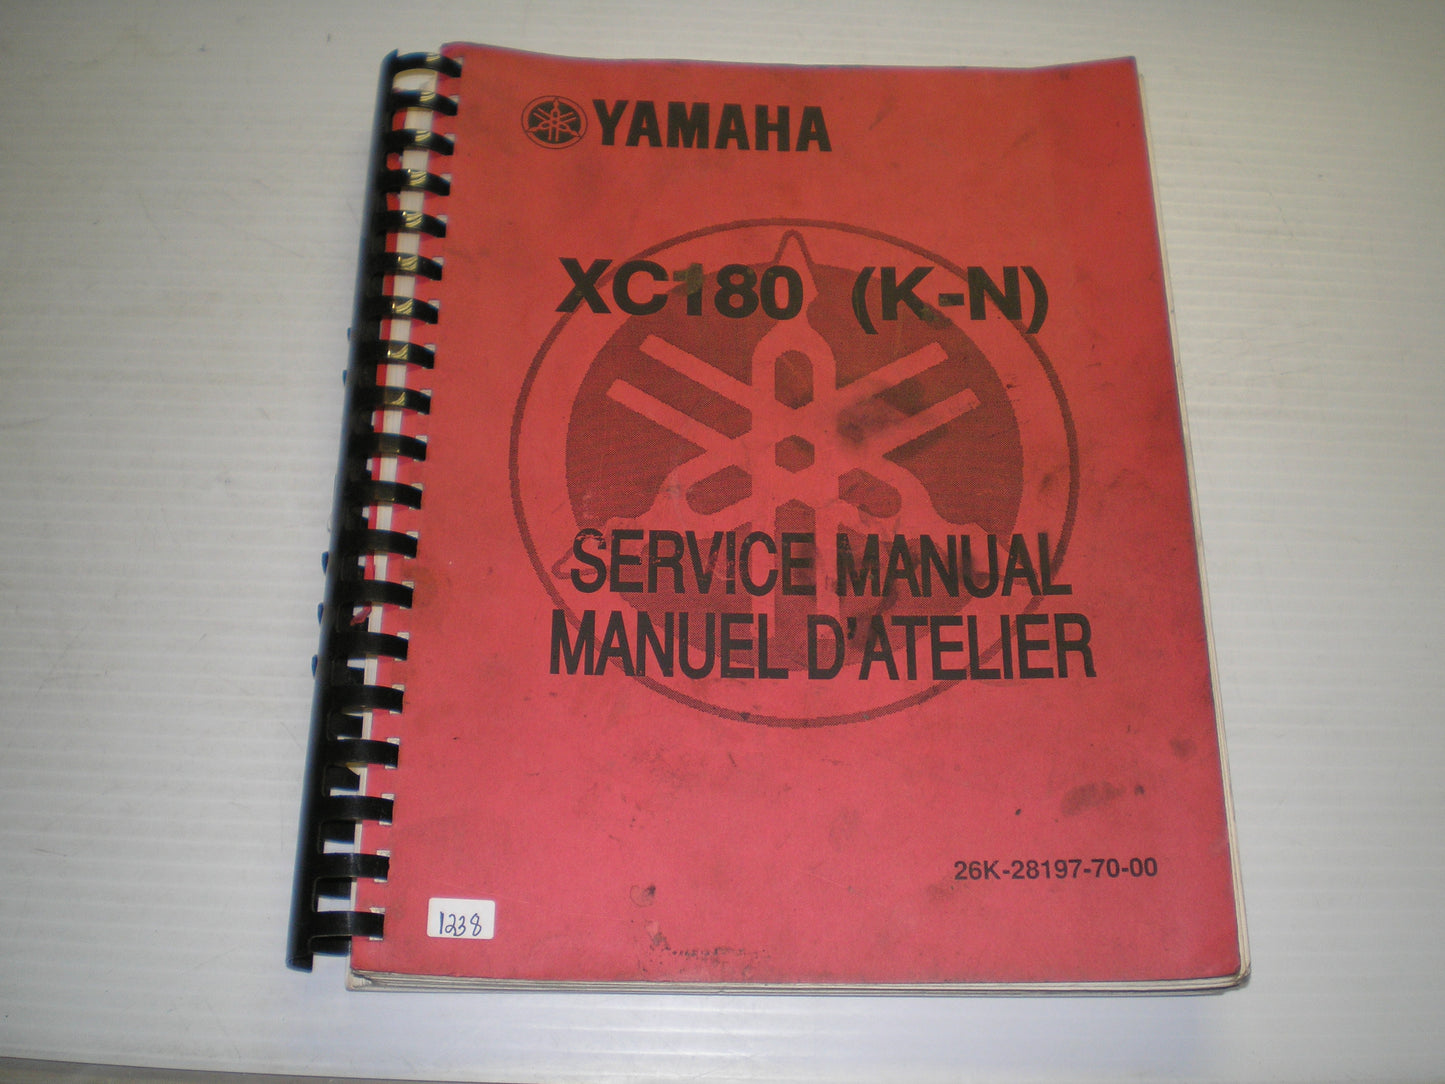 YAMAHA
XC180 (K-N)
SERVICE MANUAL
MANUEL D'ATELIER
26K-28197-70-00
1238